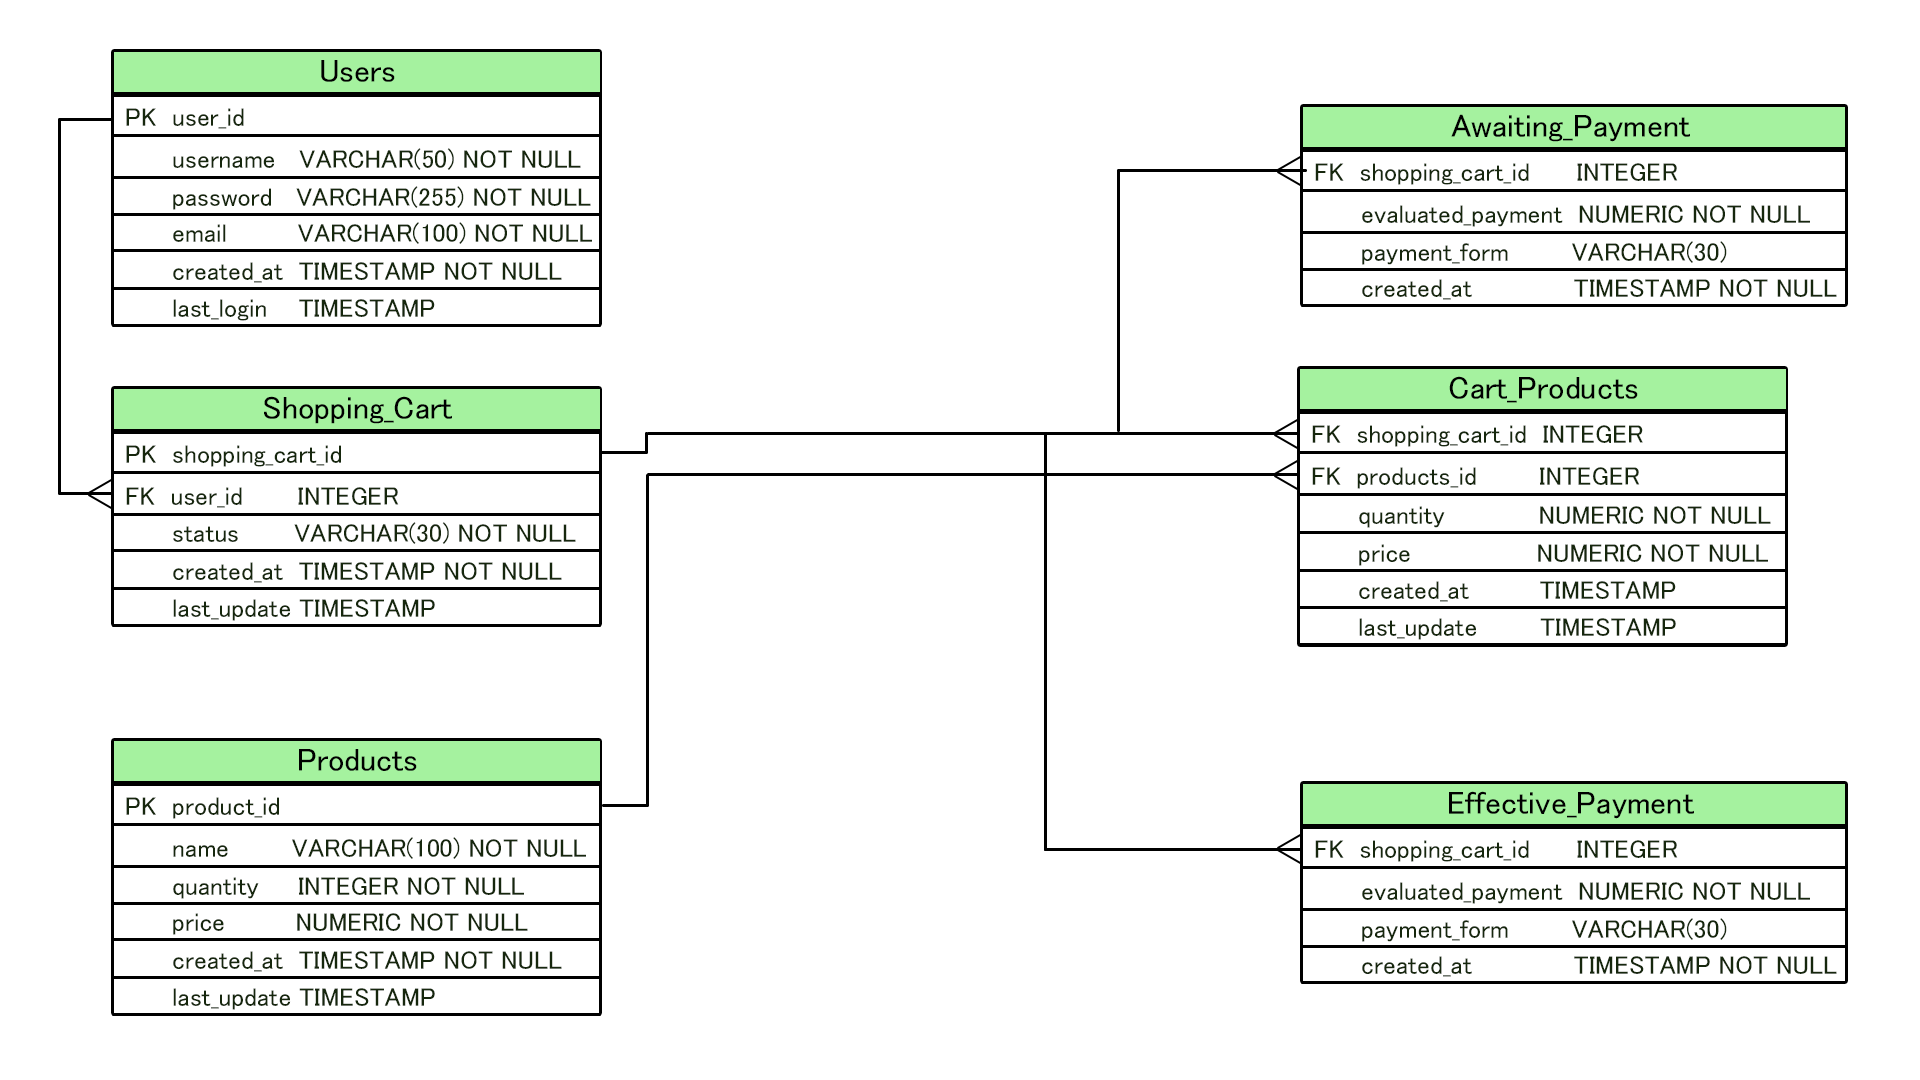 Users
PK user_id
username VARCHAR(50) NOT NULL
password VARCHAR(255) NOT NULL
email VARCHAR(100) NOT NULL
created_at TIMESTAMP NOT NULL
last_login TIMESTAMP
Shopping_Cart
PK shopping_cart_id
FK user_id INTEGER
status VARCHAR(30) NOT NULL
created_at TIMESTAMP NOT NULL
last_update TIMESTAMP
Products
PK product_id
name VARCHAR(100) NOT NULL
quantity INTEGER NOT NULL
price NUMERIC NOT NULL
created_at TIMESTAMP NOT NULL
last_update TIMESTAMP
Awaiting_Payment
FK shopping_cart_id INTEGER
evaluated_payment NUMERIC NOT NULL
payment_form VARCHAR(30)
created_at TIMESTAMP NOT NULL
Cart_Products
FK shopping_cart_id INTEGER
FK products_id INTEGER
quantity NUMERIC NOT NULL
price NUMERIC NOT NULL
created_at TIMESTAMP
last_update TIMESTAMP
Effective_Payment
FK shopping_cart_id INTEGER
evaluated_payment NUMERIC NOT NULL
payment_form VARCHAR(30)
created_at TIMESTAMP NOT NULL